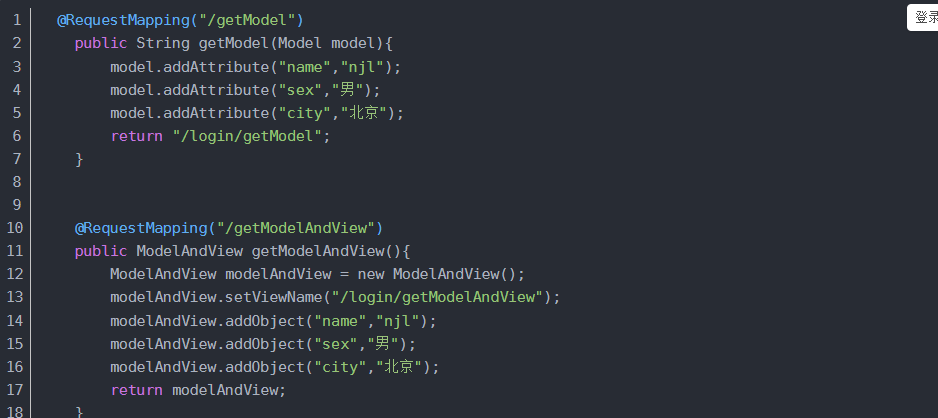 1 @RequestMapping("/getModel")
登录
2 public String getModel(Model model){
3 model.addAttribute("name","njl");
4 model.addAttribute("sex","男");
5 model.addAttribute("city","北京");
6 return "/login/getModel";
7 }
8
9
10 @RequestMapping("/getModelAndView")
11 public ModelAndView getModelAndView(){
12 ModelAndView modelAndView = new ModelAndView();
13 modelAndView.setViewName("/login/getModelAndView");
14 modelAndView.addObject("name","njl");
15 modelAndView.addObject("sex","男");
16 modelAndView.addObject("city","北京");
17 return modelAndView;
18 }